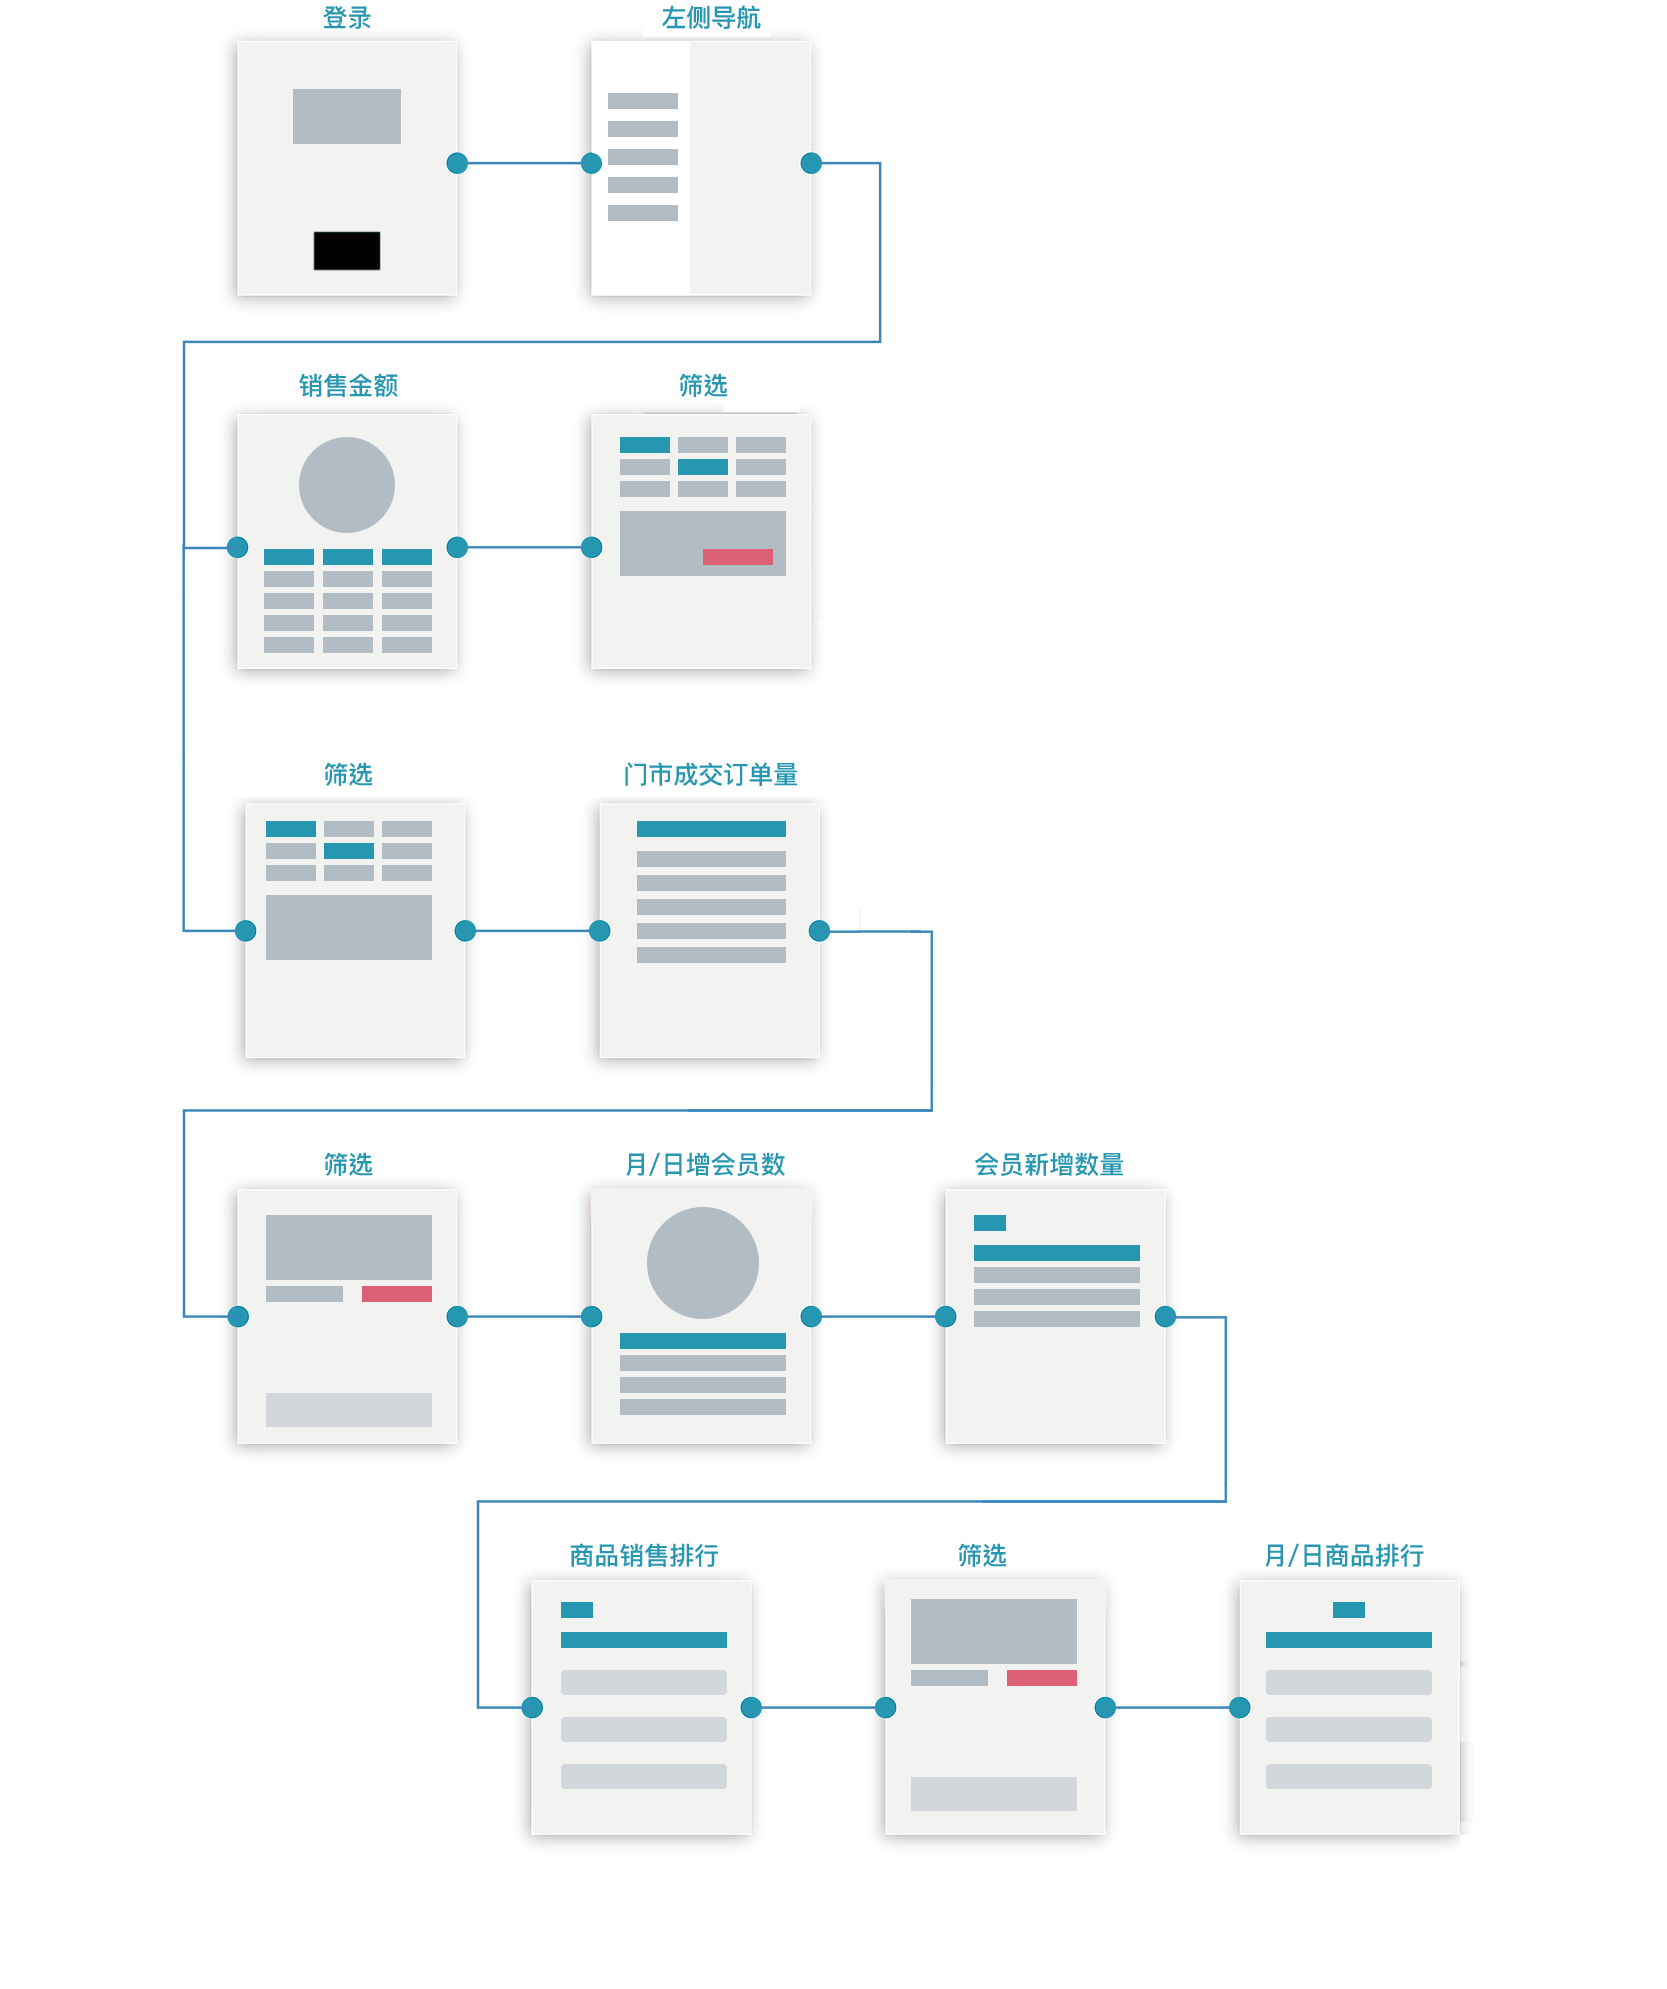 登录
左侧导航
销售金额
筛选
筛选
门市成交订单量
筛选
月/日增会员数
会员新增数量
商品销售排行
筛选
月/日商品排行